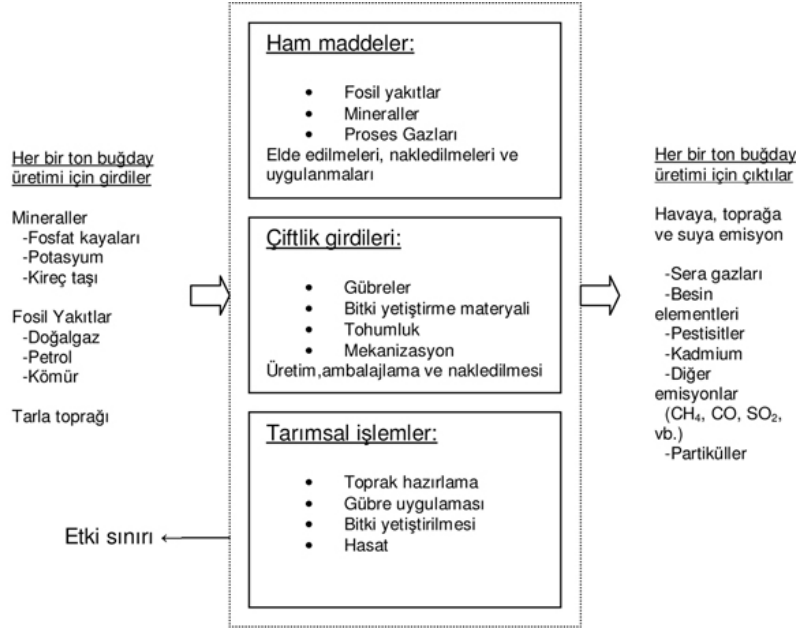 Her bir ton buğday
üretimi için girdiler
Mineraller
-Fosfat kayaları
-Potasyum
-Kireç taşı
Fosil Yakıtlar
-Doğalgaz
-Petrol
-Kömür
Tarla toprağı
Etki sınırı
Ham maddeler:
• Fosil yakıtlar
• Mineraller
• Proses Gazları
Elde edilmeleri, nakledilmeleri ve
uygulanmaları
Çiftlik girdileri:
• Gübreler
• Bitki yetiştirme materyali
• Tohumluk
• Mekanizasyon
Üretim,ambalajlama ve nakledilmesi
Tarımsal işlemler:
• Toprak hazırlama
• Gübre uygulaması
• Bitki yetiştirilmesi
• Hasat
Her bir ton buğday
üretimi için çıktılar
Havaya, toprağa
ve suya emisyon
-Sera gazları
-Besin
elementleri
-Pestisitler
-Kadmium
-Diğer
emisyonlar
(CH₄, CO, SO₂,
vb.)
-Partiküller